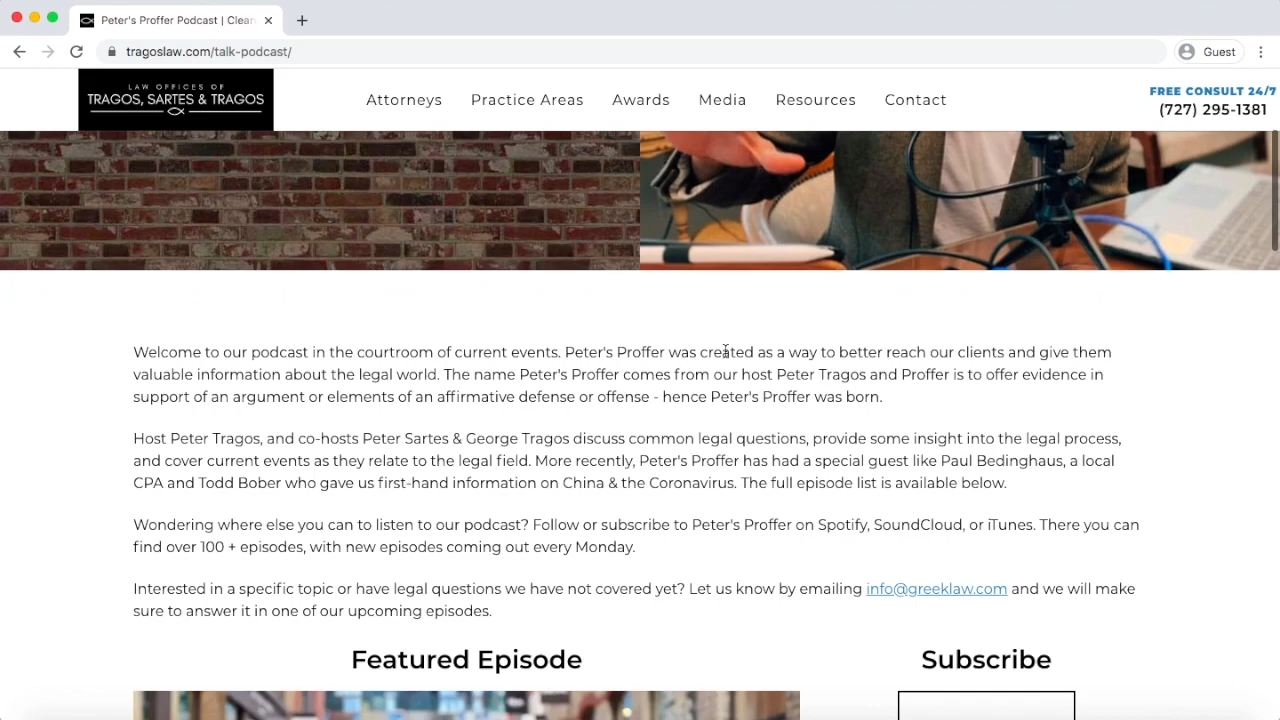 Peter's Proffer Podcast | Clear
tragoslaw.com/talk-podcast/
Guest
LAW OFFICES OF
TRAGOS, SARTES & TRAGOS
Attorneys
Practice Areas
Awards
Media
Resources
Contact
FREE CONSULT 24/7
(727) 295-1381
Welcome to our podcast in the courtroom of current events. Peter's Proffer was created as a way to better reach our clients and give them
valuable information about the legal world. The name Peter's Proffer comes from our host Peter Tragos and Proffer is to offer evidence in
support of an argument or elements of an affirmative defense or offense - hence Peter's Proffer was born.
Host Peter Tragos, and co-hosts Peter Sartes & George Tragos discuss common legal questions, provide some insight into the legal process,
and cover current events as they relate to the legal field. More recently, Peter's Proffer has had a special guest like Paul Bedinghaus, a local
CPA and Todd Bober who gave us first-hand information on China & the Coronavirus. The full episode list is available below.
Wondering where else you can to listen to our podcast? Follow or subscribe to Peter's Proffer on Spotify, SoundCloud, or iTunes. There you can
find over 100 + episodes, with new episodes coming out every Monday.
Interested in a specific topic or have legal questions we have not covered yet? Let us know by emailing info@greeklaw.com and we will make
sure to answer it in one of our upcoming episodes.
Featured Episode
Subscribe